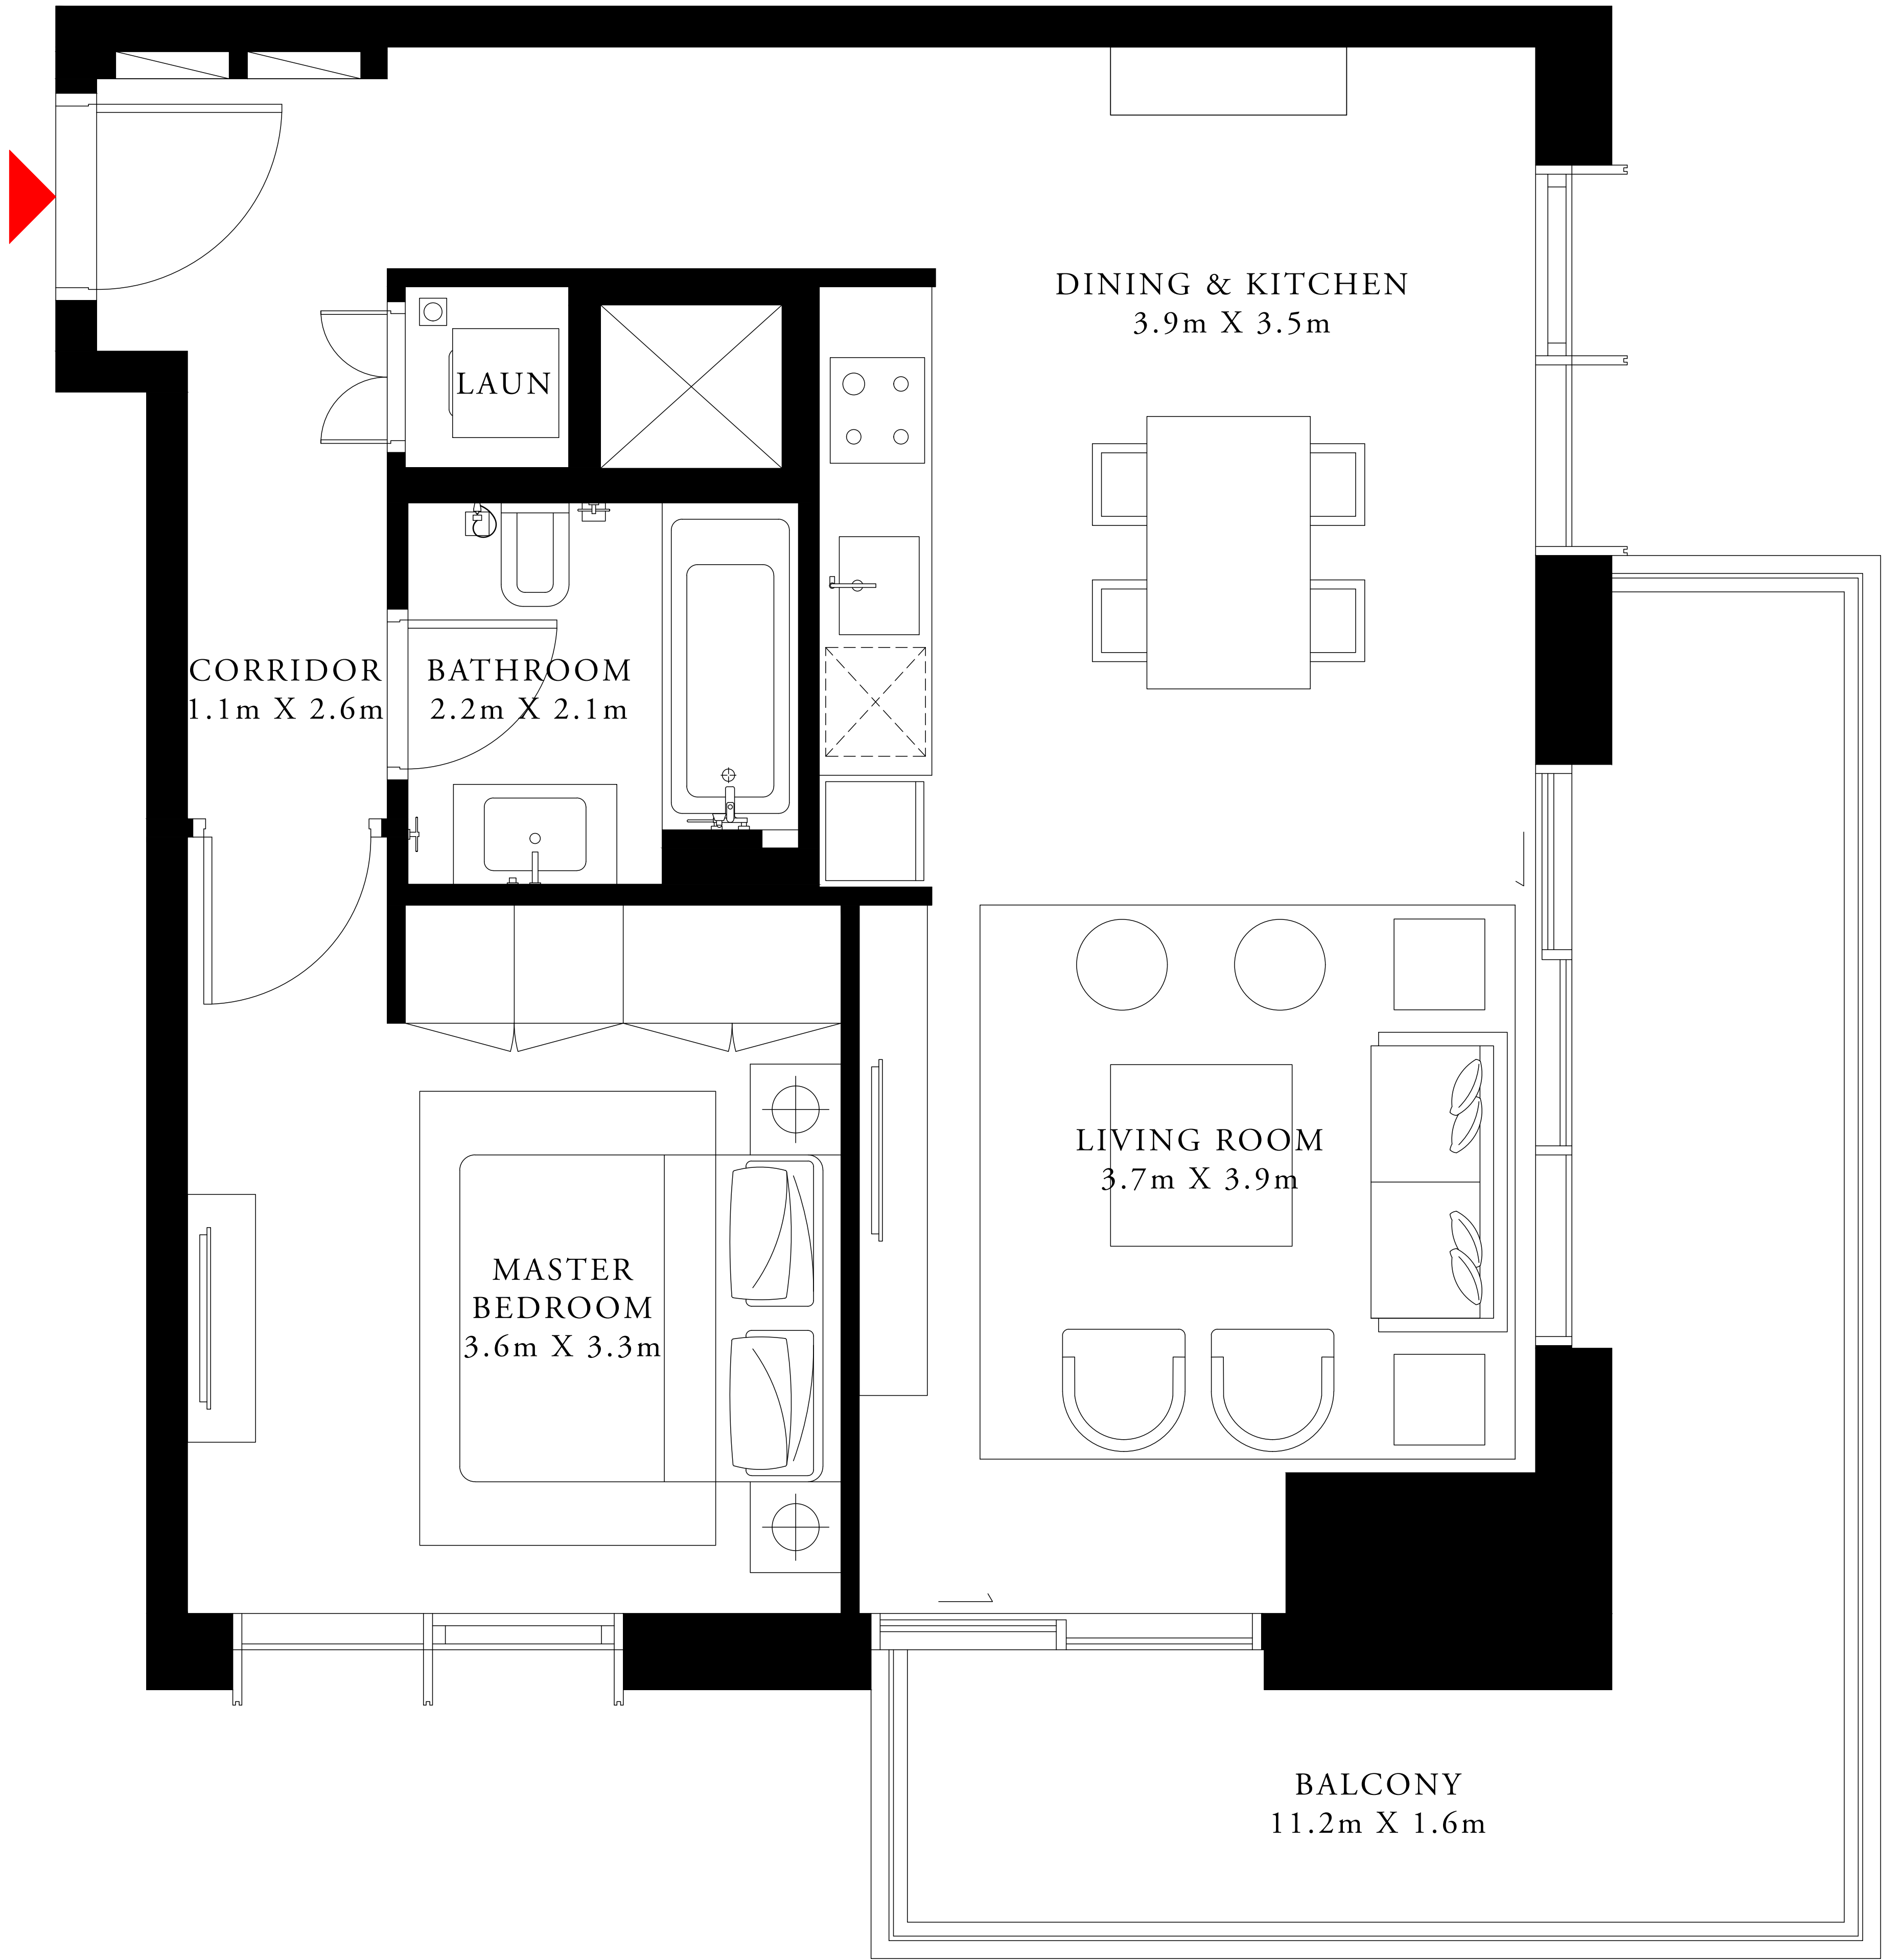 DINING & KITCHEN
3.9m X 3.5m
LAUN
CORRIDOR
1.1m X 2.6m
BATHROOM
2.2m X 2.1m
LIVING ROOM
3.7m X 3.9m
MASTER
BEDROOM
3.6m X 3.3m
BALCONY
11.2m X 1.6m